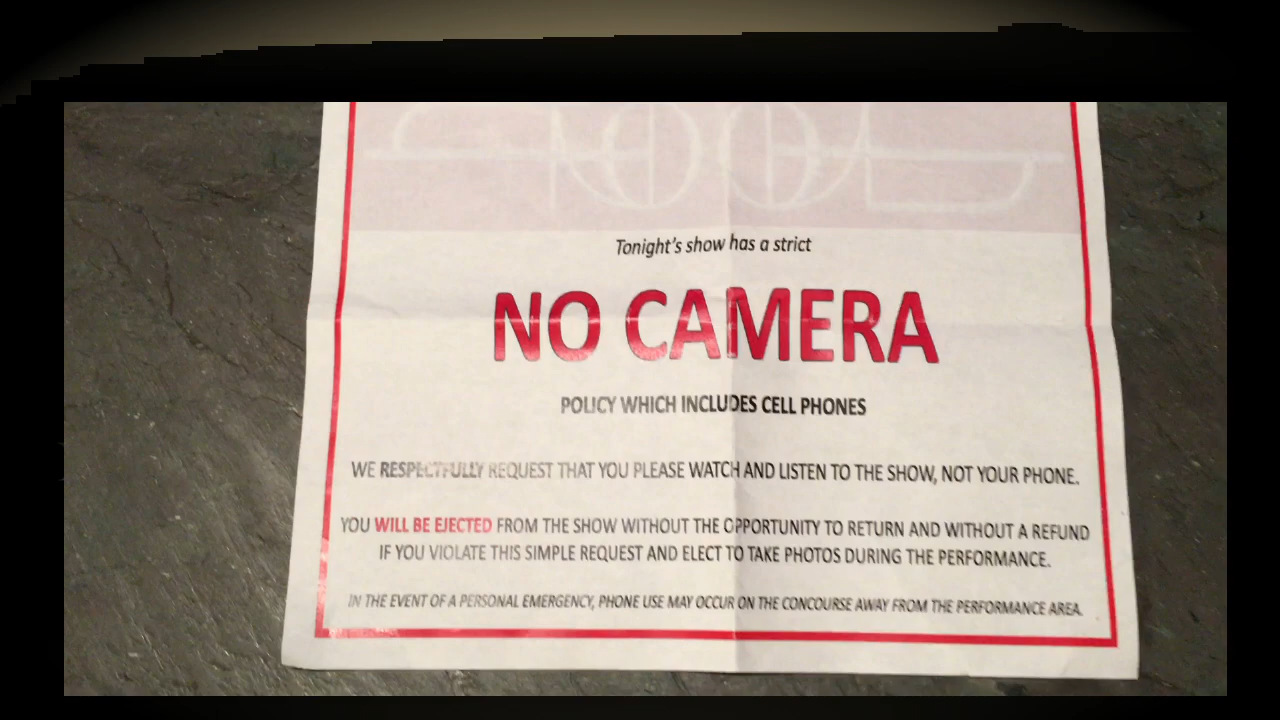 TOOL
Tonight's show has a strict
NO CAMERA
POLICY WHICH INCLUDES CELL PHONES
WE RESPECTFULLY REQUEST THAT YOU PLEASE WATCH AND LISTEN TO THE SHOW, NOT YOUR PHONE.
YOU WILL BE EJECTED FROM THE SHOW WITHOUT THE OPPORTUNITY TO RETURN AND WITHOUT A REFUND
IF YOU VIOLATE THIS SIMPLE REQUEST AND ELECT TO TAKE PHOTOS DURING THE PERFORMANCE.
IN THE EVENT OF A PERSONAL EMERGENCY, PHONE USE MAY OCCUR ON THE CONCOURSE AWAY FROM THE PERFORMANCE AREA.